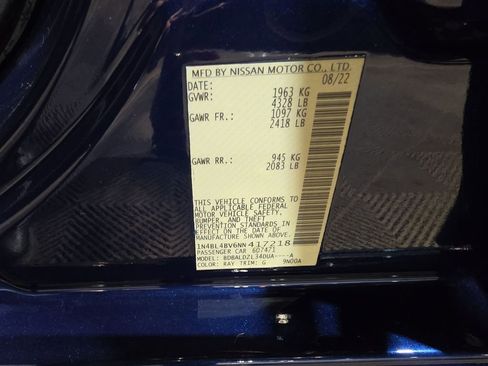 MFD BY NISSAN MOTOR CO., LTD.
DATE: 08/22
GVWR: 1963 KG
4328 LB
GAWR FR.: 1097 KG
2418 LB
GAWR RR.: 945 KG
2083 LB
THIS VEHICLE CONFORMS TO
ALL APPLICABLE FEDERAL
MOTOR VEHICLE SAFETY,
BUMPER, AND THEFT
PREVENTION STANDARDS
IN EFFECT ON THE DATE OF
MANUFACTURE SHOWN ABOVE.
1N4BL4BV6NN417218
PASSENGER CAR 607471
MODEL: BDBALDZL34DUA----A
COLOR: RAY TRIM: G 9N00A